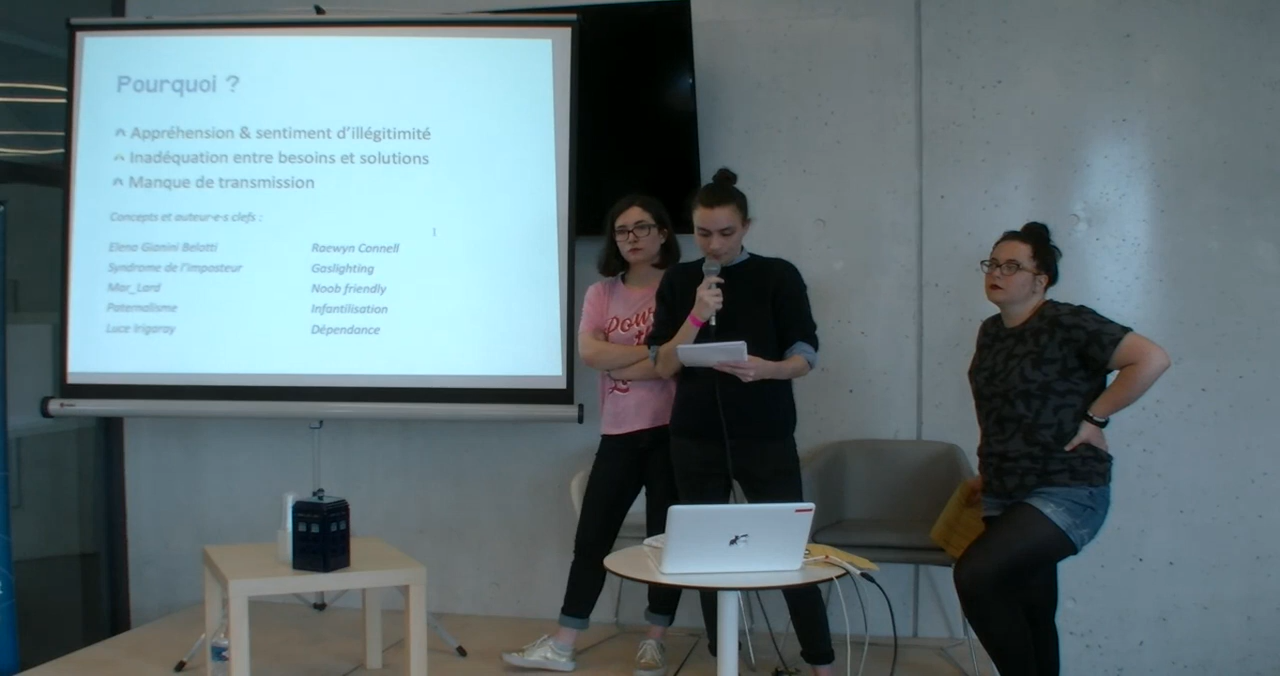 Pourquoi ?
Appréhension & sentiment d'illégitimité
Inadéquation entre besoins et solutions
Manque de transmission
Concepts et auteur·e·s clefs :
Elena Gianini Belotti
Syndrome de l'imposteur
Mar_Lard
Paternalisme
Luce Irigaray
Raewyn Connell
Gaslighting
Noob friendly
Infantilisation
Dépendance